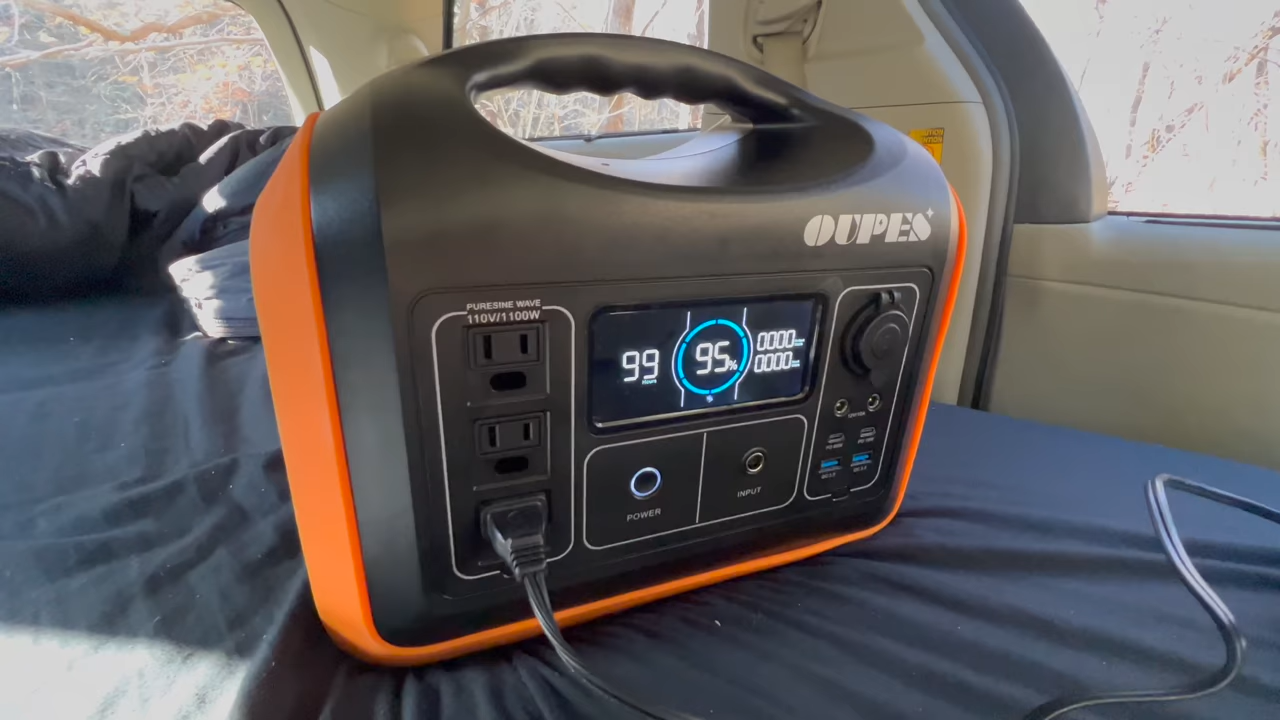 OUPES
PURESINE WAVE
110V/1100W
99
Hours
95%
0000
0000
POWER
INPUT